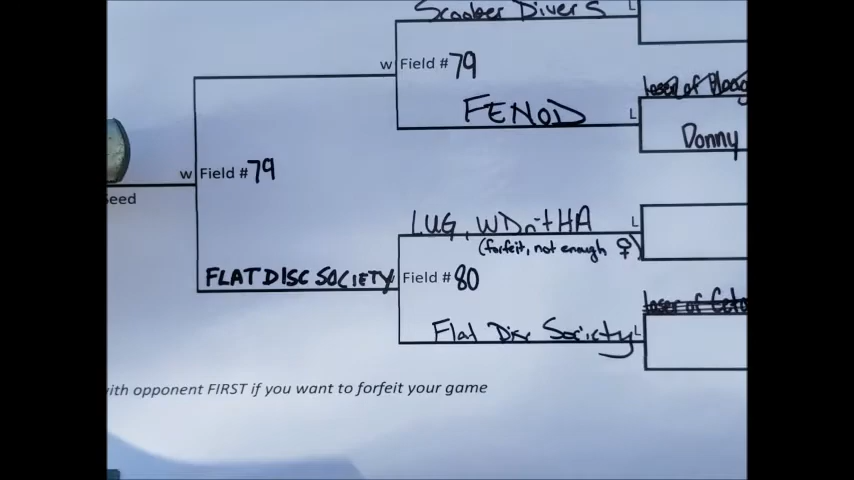 Scoober Divers L
W Field # 79
FENOD L
loser of
Donny
W Field # 79
Seed
LUG, WDn't HA L
(forfeit, not enough ♀)
FLAT DISC SOCIETY
W Field # 80
loser of
Flat Disc Society L
with opponent FIRST if you want to forfeit your game